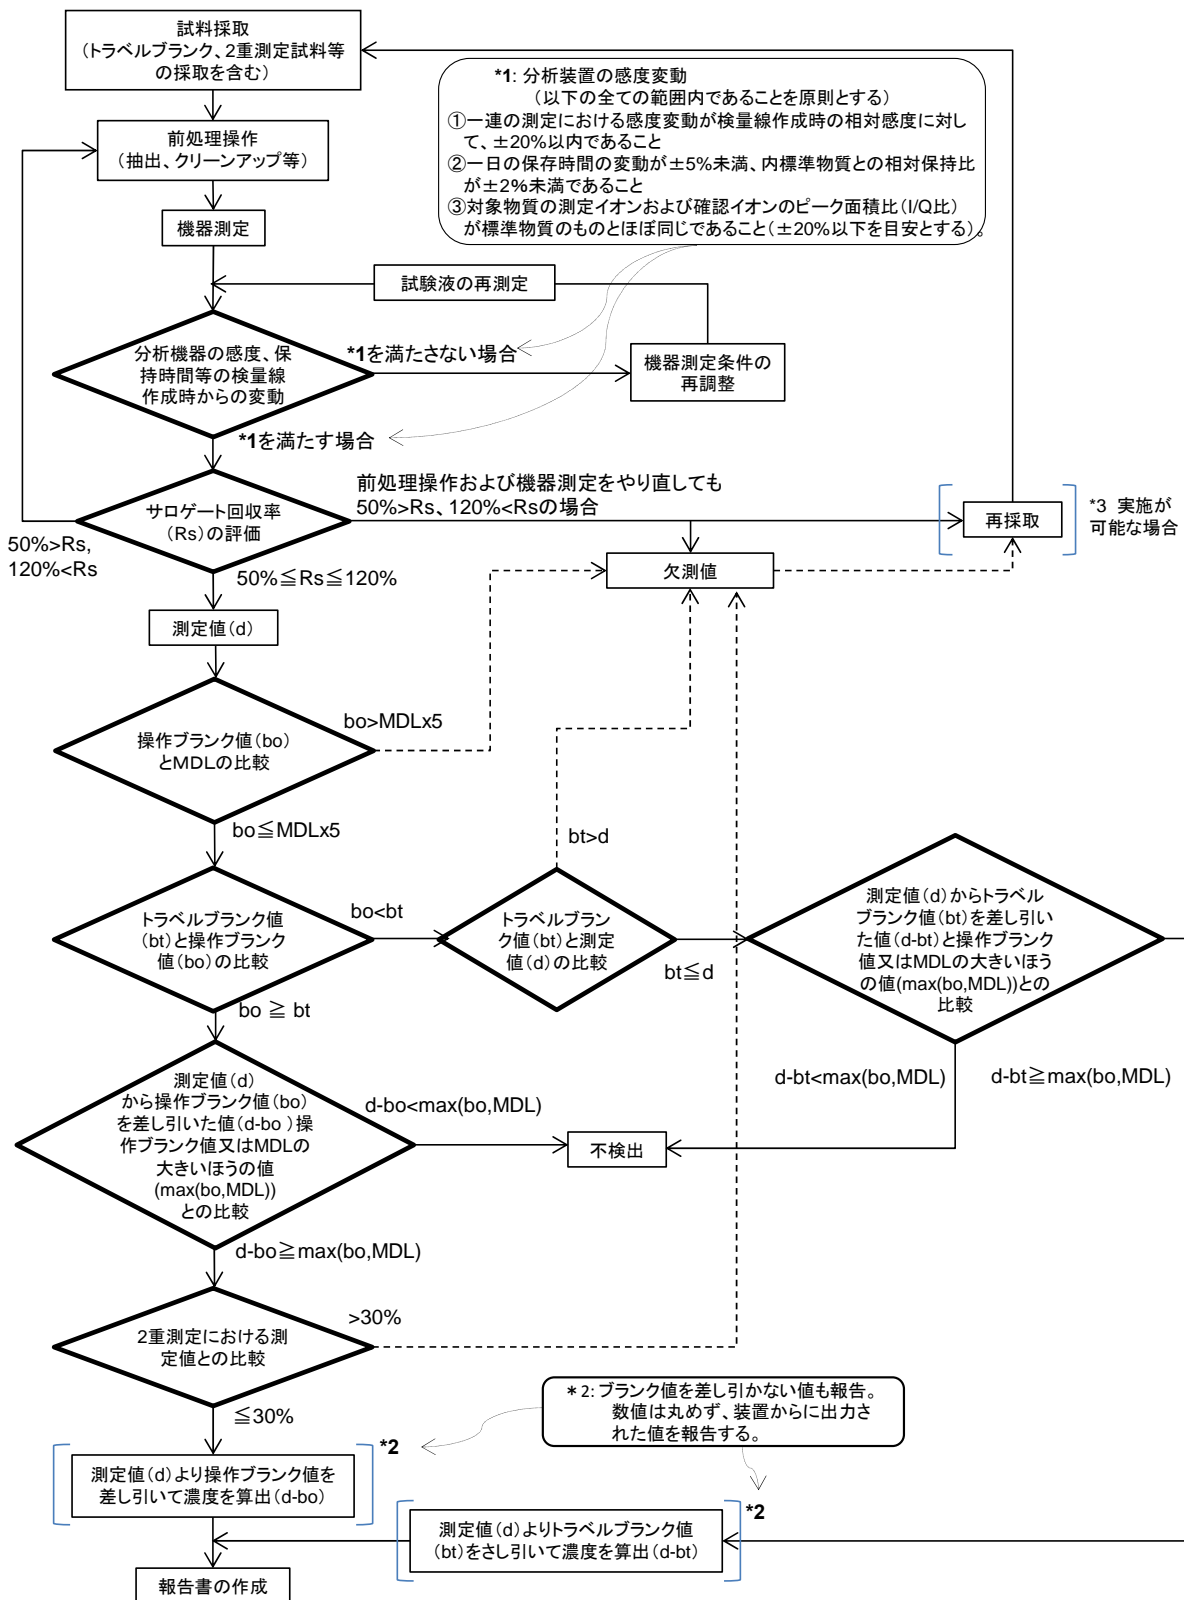 試料採取
(トラベルブランク、2重測定試料等
の採取を含む)
*1: 分析装置の感度変動
(以下の全ての範囲内であることを原則とする)
①一連の測定における感度変動が検量線作成時の相対感度に対し
て、±20%以内であること
②一日の保存時間の変動が±5%未満、内標準物質との相対保持比
が±2%未満であること
③対象物質の測定イオンおよび確認イオンのピーク面積比(I/Q比)
が標準物質のものとほぼ同じであること(±20%以下を目安とする)。
前処理操作
(抽出、クリーンアップ等)
機器測定
試験液の再測定
分析機器の感度、保
持時間等の検量線
作成時からの変動
*1を満たさない場合
機器測定条件の
再調整
*1を満たす場合
サロゲート回収率
(Rs)の評価
前処理操作および機器測定をやり直しても
50%>Rs、120%<Rsの場合
再採取
*3 実施が
可能な場合
50%>Rs,
120%<Rs
50%≦Rs≦120%
欠測値
測定値(d)
操作ブランク値(bo)
とMDLの比較
bo>MDLx5
bo≦MDLx5
bt>d
トラベルブランク値
(bt)と操作ブランク
値(bo)の比較
bo<bt
トラベルブラン
ク値(bt)と測定
値(d)の比較
bt≦d
測定値(d)からトラベル
ブランク値(bt)を差し引い
た値(d-bt)と操作ブランク
値又はMDLの大きいほう
の値(max(bo,MDL))との
比較
bo ≧ bt
測定値(d)
から操作ブランク値(bo)
を差し引いた値(d-bo )操
作ブランク値又はMDLの
大きいほうの値
(max(bo,MDL))
との比較
d-bo<max(bo,MDL)
不検出
d-bt<max(bo,MDL)
d-bt≧max(bo,MDL)
d-bo≧max(bo,MDL)
2重測定における測
定値との比較
>30%
≦30%
*2: ブランク値を差し引かない値も報告。
数値は丸めず、装置からに出力さ
れた値を報告する。
測定値(d)より操作ブランク値を
差し引いて濃度を算出(d-bo)
*2
測定値(d)よりトラベルブランク値
(bt)をさし引いて濃度を算出(d-bt)
*2
報告書の作成